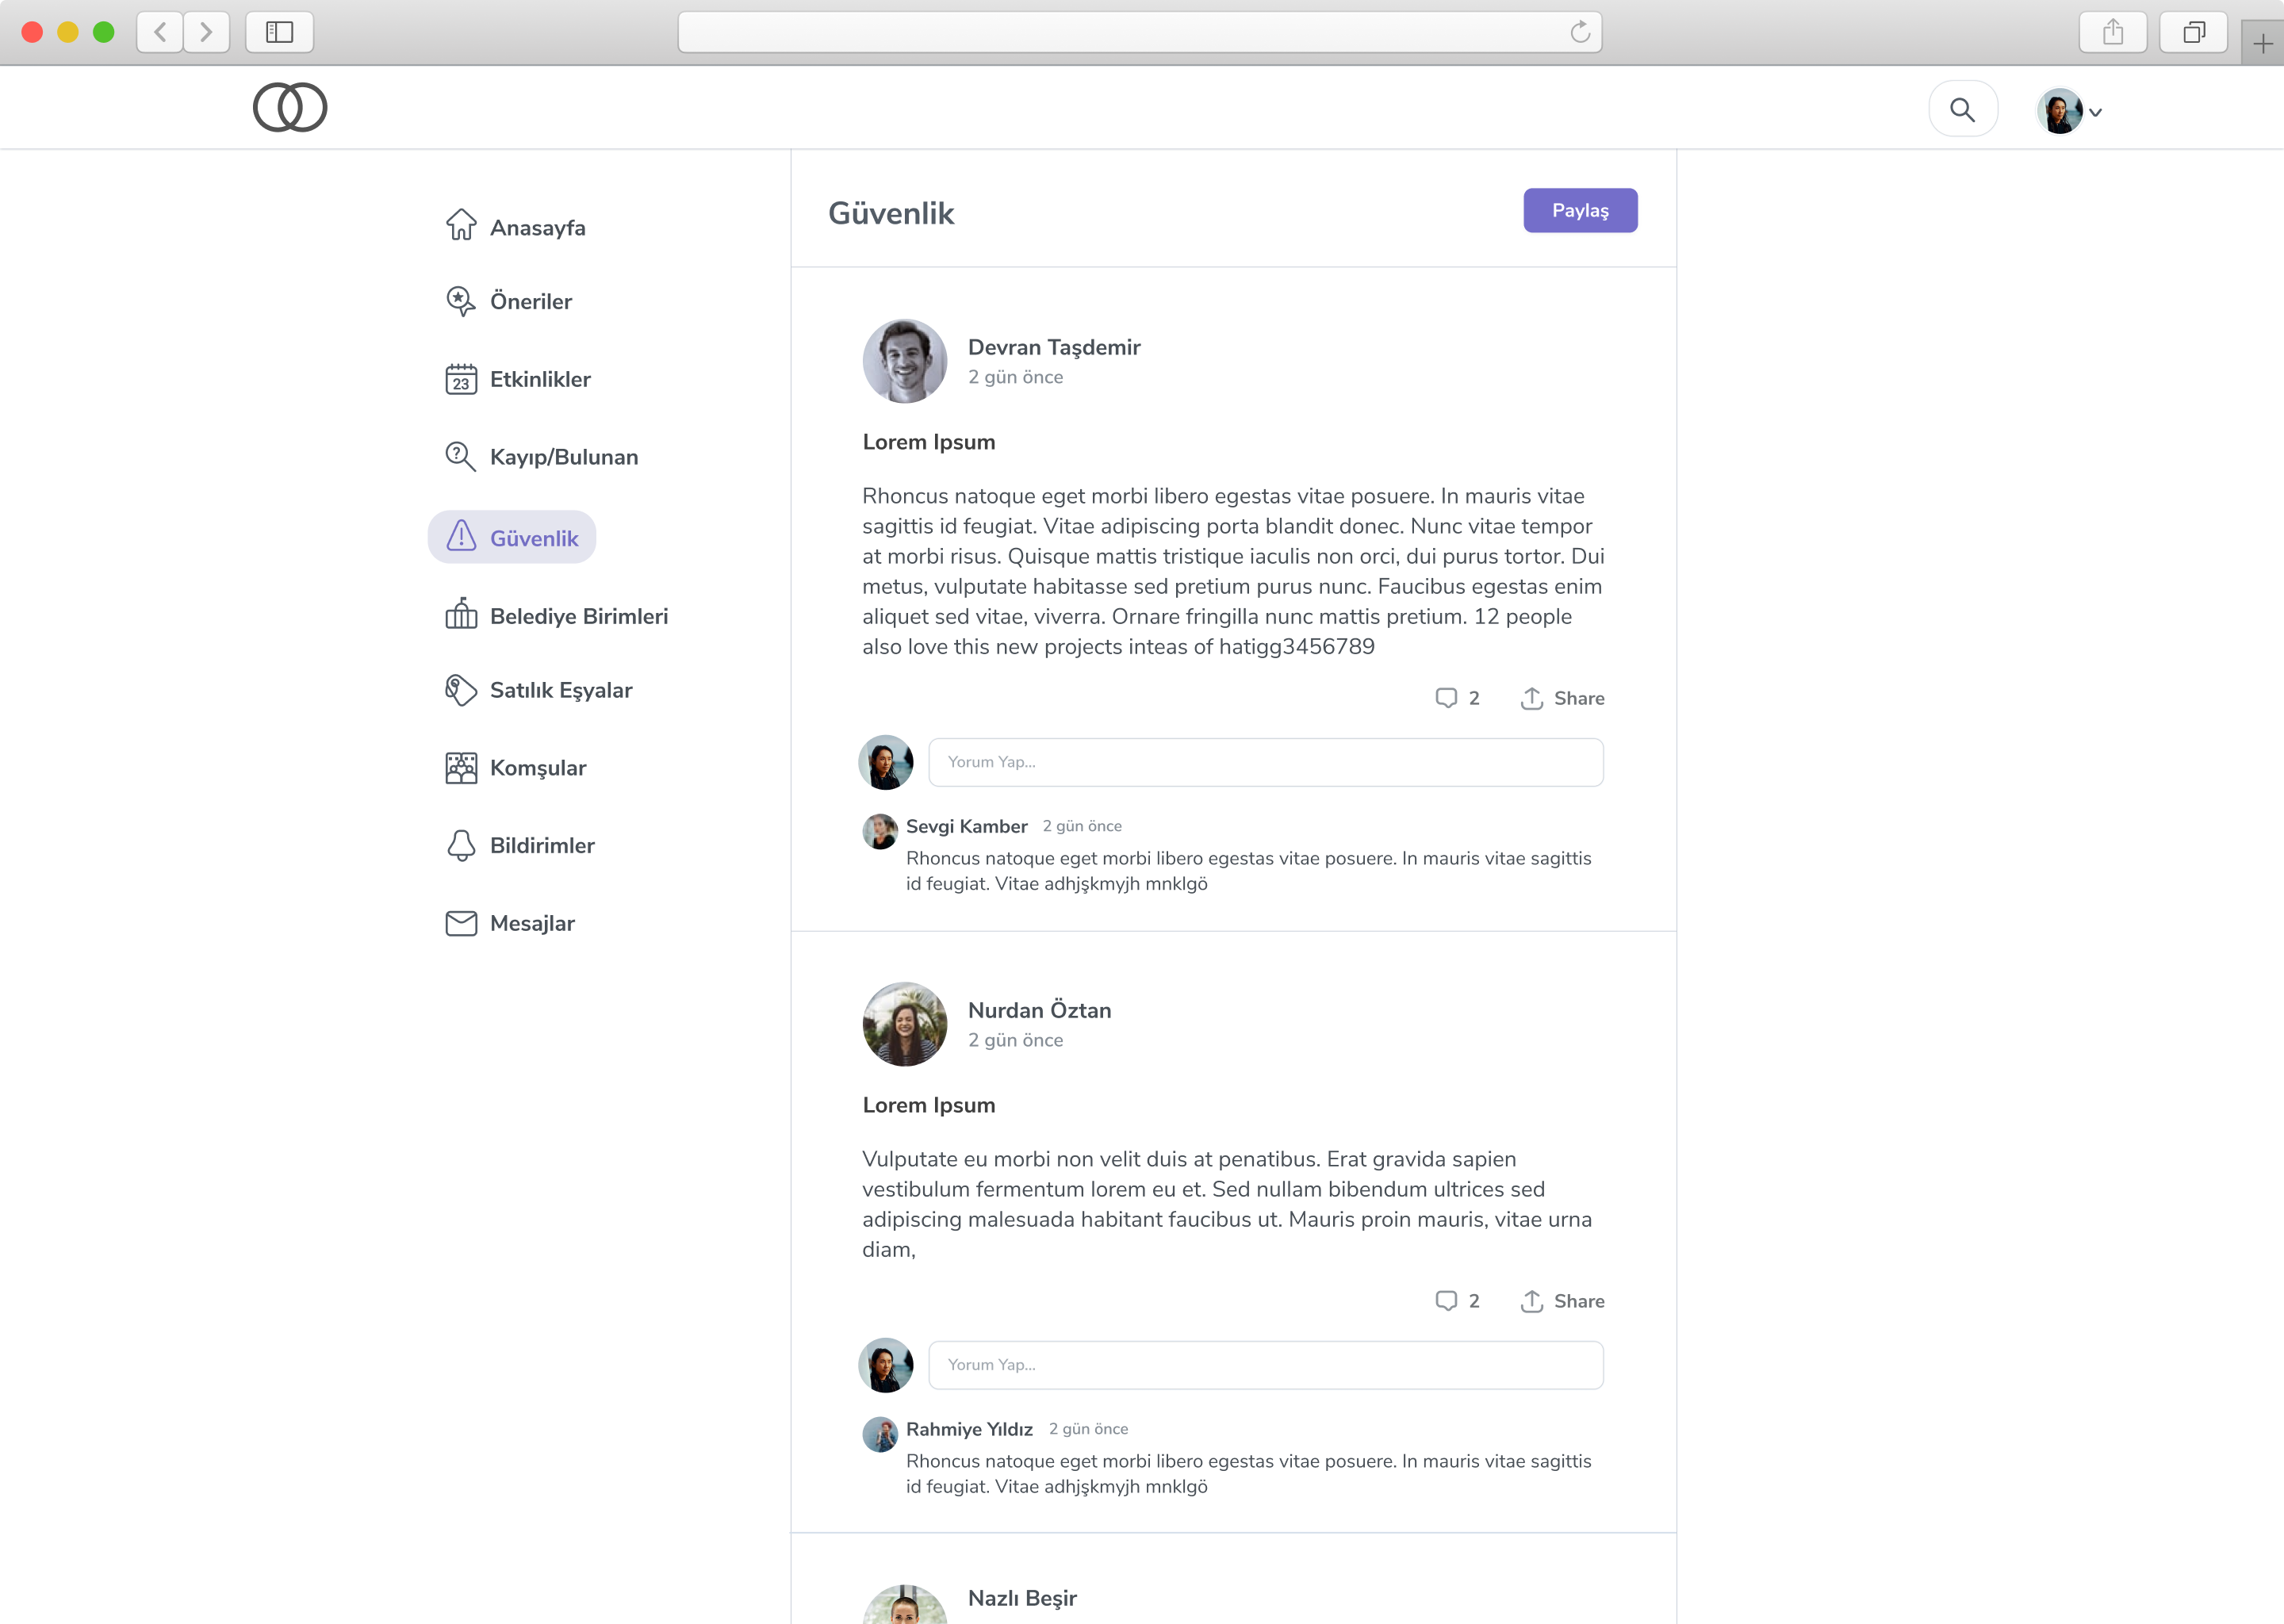 Anasayfa
Öneriler
23
Etkinlikler
?
Kayıp/Bulunan
Güvenlik
Belediye Birimleri
Satılık Eşyalar
Komşular
Bildirimler
Mesajlar
Güvenlik
Paylaş
Devran Taşdemir
2 gün önce
Lorem Ipsum
Rhoncus natoque eget morbi libero egestas vitae posuere. In mauris vitae
sagittis id feugiat. Vitae adipiscing porta blandit donec. Nunc vitae tempor
at morbi risus. Quisque mattis tristique iaculis non orci, dui purus tortor. Dui
metus, vulputate habitasse sed pretium purus nunc. Faucibus egestas enim
aliquet sed vitae, viverra. Ornare fringilla nunc mattis pretium. 12 people
also love this new projects inteas of hatigg3456789
2
Share
Yorum Yap...
Sevgi Kamber 2 gün önce
Rhoncus natoque eget morbi libero egestas vitae posuere. In mauris vitae sagittis
id feugiat. Vitae adhjşkmyjh mnklgö
Nurdan Öztan
2 gün önce
Lorem Ipsum
Vulputate eu morbi non velit duis at penatibus. Erat gravida sapien
vestibulum fermentum lorem eu et. Sed nullam bibendum ultrices sed
adipiscing malesuada habitant faucibus ut. Mauris proin mauris, vitae urna
diam,
2
Share
Yorum Yap...
Rahmiye Yıldız 2 gün önce
Rhoncus natoque eget morbi libero egestas vitae posuere. In mauris vitae sagittis
id feugiat. Vitae adhjşkmyjh mnklgö
Nazlı Beşir